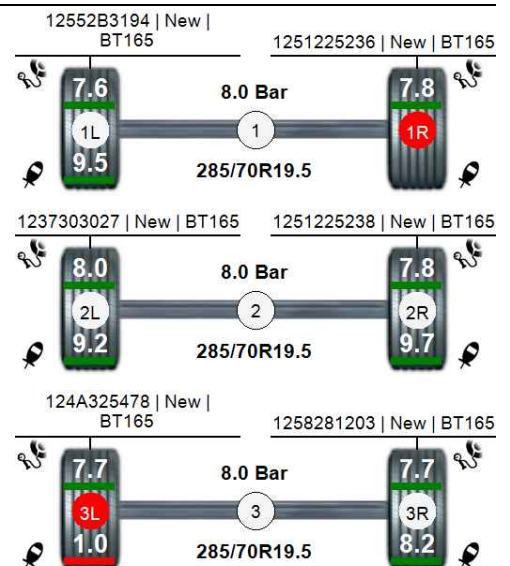 12552B3194 | New |
BT165
1251225236 | New | BT165
7.6
8.0 Bar
7.8
1L
1
1R
9.5
285/70R19.5
1237303027 | New | BT165
1251225238 | New | BT165
8.0
8.0 Bar
7.8
2L
2
2R
9.2
285/70R19.5
9.7
124A325478 | New |
BT165
1258281203 | New | BT165
7.7
8.0 Bar
7.7
3L
3
3R
1.0
285/70R19.5
8.2